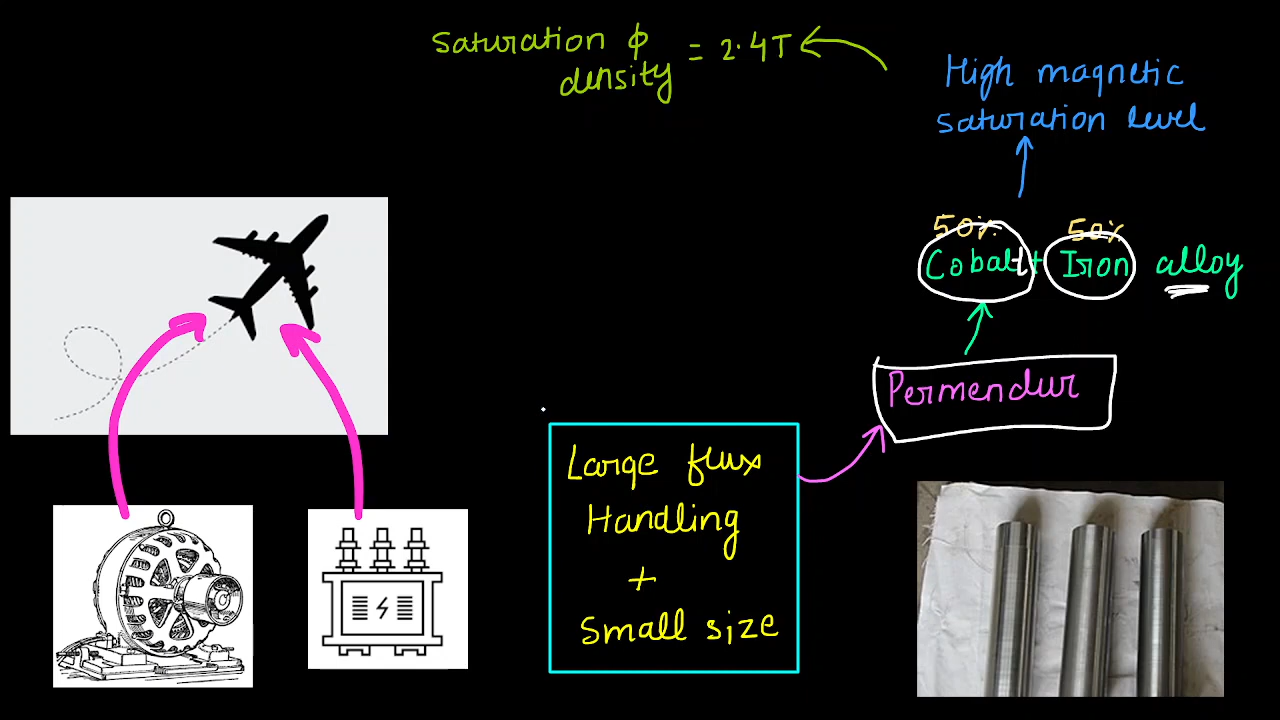 Saturation ϕ
density = 2.4T
High magnetic
saturation level
50% 50%
Cobalt + Iron alloy
Permendur
Large flux
Handling
+
Small size